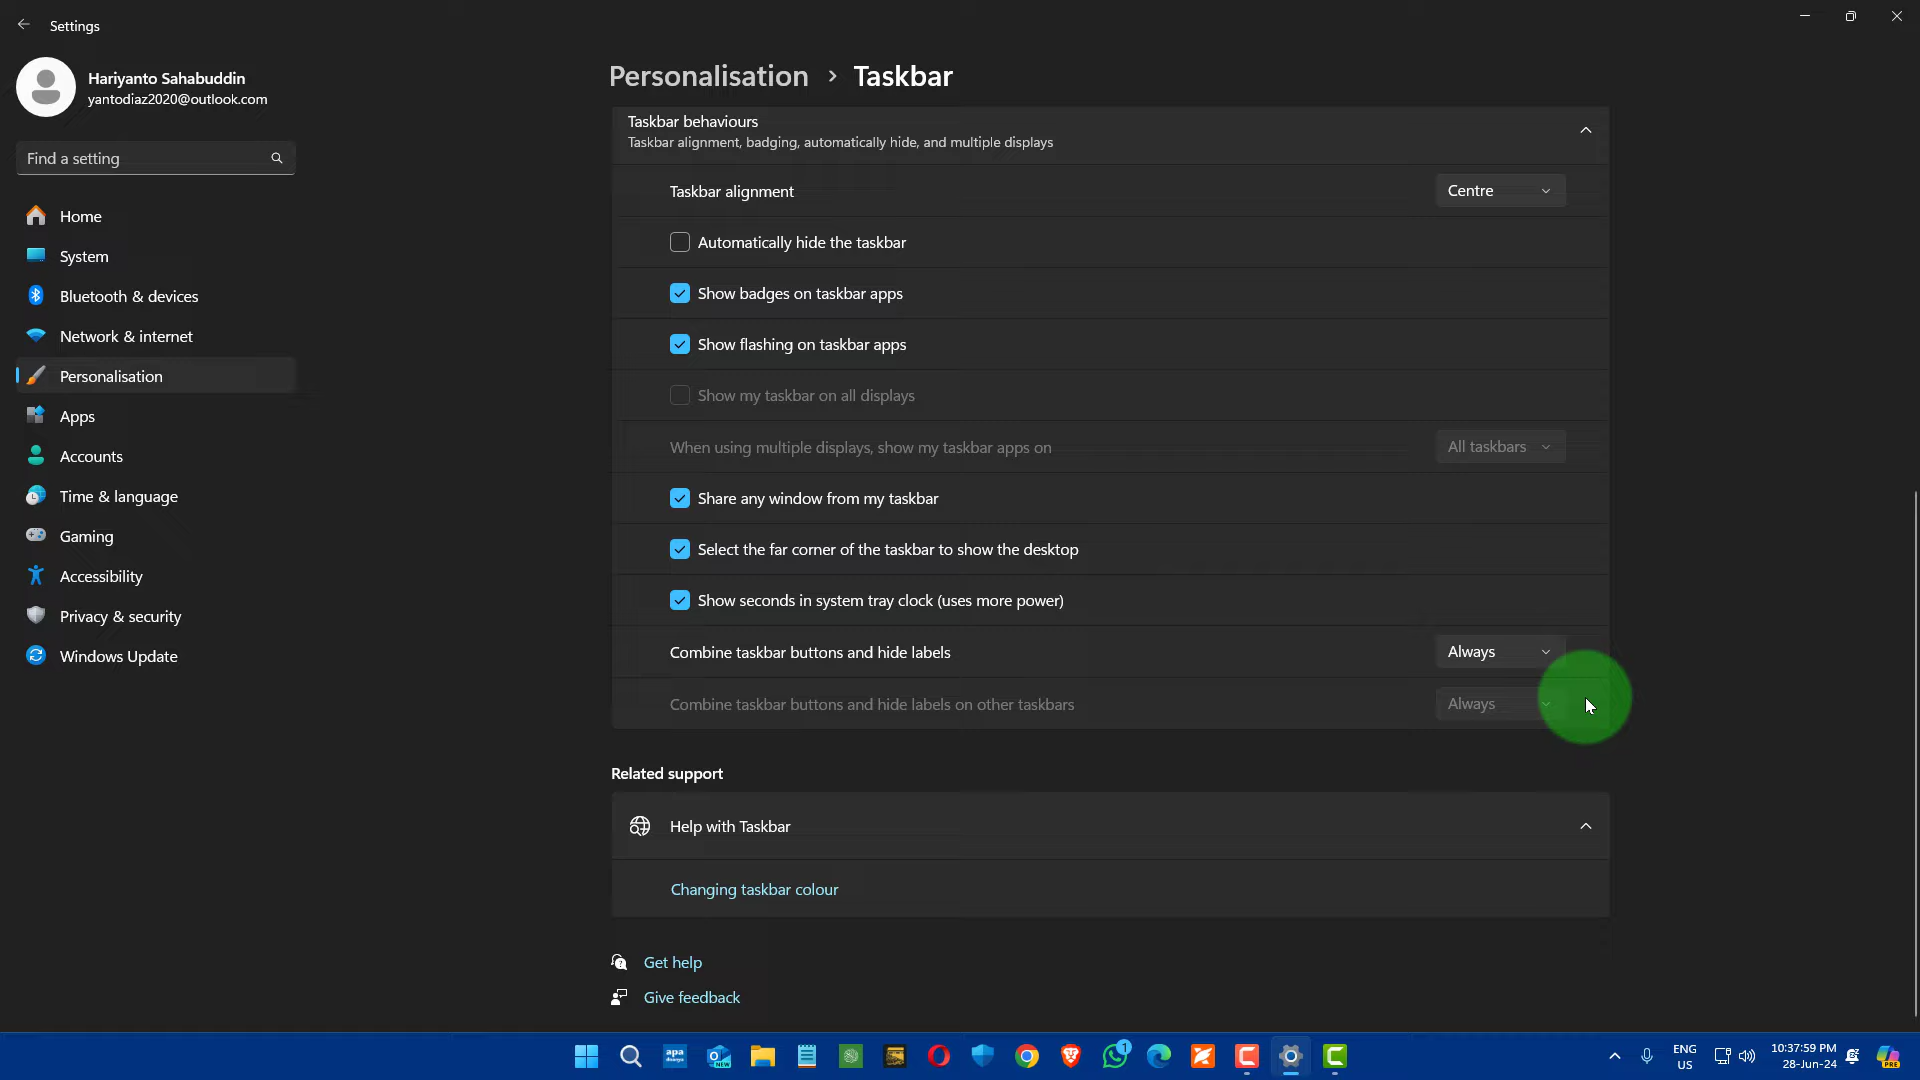 Settings
Hariyanto Sahabuddin
yantodiaz2020@outlook.com
Find a setting
Home
System
Bluetooth & devices
Network & internet
Personalisation
Apps
Accounts
Time & language
Gaming
Accessibility
Privacy & security
Windows Update
Personalisation > Taskbar
Taskbar behaviours
Taskbar alignment, badging, automatically hide, and multiple displays
Taskbar alignment Centre
Automatically hide the taskbar
Show badges on taskbar apps
Show flashing on taskbar apps
Show my taskbar on all displays
When using multiple displays, show my taskbar apps on All taskbars
Share any window from my taskbar
Select the far corner of the taskbar to show the desktop
Show seconds in system tray clock (uses more power)
Combine taskbar buttons and hide labels Always
Combine taskbar buttons and hide labels on other taskbars Always
Related support
Help with Taskbar
Changing taskbar colour
Get help
Give feedback
apa
NEW
1
ENG
US
10:37:59 PM
28-Jun-24
PRE